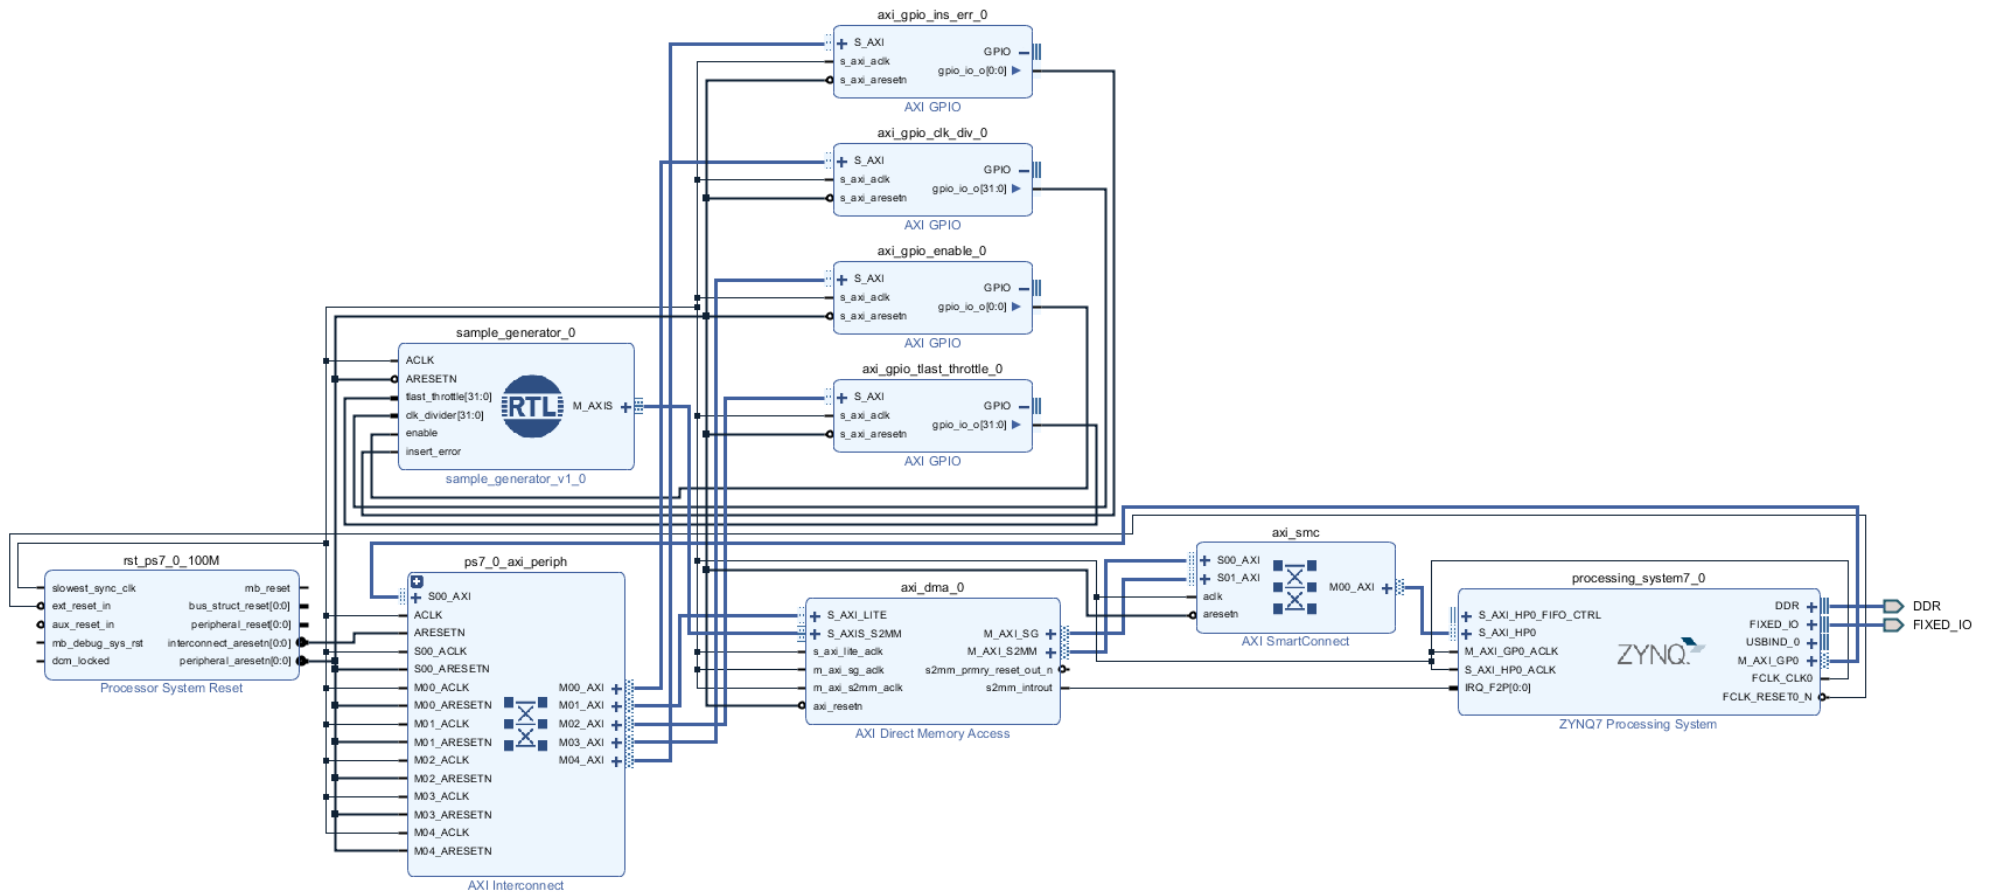 axi_gpio_ins_err_0
S_AXI
s_axi_aclk
s_axi_aresetn
GPIO
gpio_io_o[0:0]
AXI GPIO
axi_gpio_clk_div_0
S_AXI
s_axi_aclk
s_axi_aresetn
GPIO
gpio_io_o[31:0]
AXI GPIO
axi_gpio_enable_0
S_AXI
s_axi_aclk
s_axi_aresetn
GPIO
gpio_io_o[0:0]
AXI GPIO
sample_generator_0
ACLK
ARESETN
tlast_throttle[31:0]
clk_divider[31:0]
enable
insert_error
RTL
M_AXIS
sample_generator_v1_0
axi_gpio_tlast_throttle_0
S_AXI
s_axi_aclk
s_axi_aresetn
GPIO
gpio_io_o[31:0]
AXI GPIO
rst_ps7_0_100M
slowest_sync_clk
ext_reset_in
aux_reset_in
mb_debug_sys_rst
dcm_locked
mb_reset
bus_struct_reset[0:0]
peripheral_reset[0:0]
interconnect_aresetn[0:0]
peripheral_aresetn[0:0]
Processor System Reset
ps7_0_axi_periph
S00_AXI
ACLK
ARESETN
S00_ACLK
S00_ARESETN
M00_ACLK
M00_ARESETN
M01_ACLK
M01_ARESETN
M02_ACLK
M02_ARESETN
M03_ACLK
M03_ARESETN
M04_ACLK
M04_ARESETN
M00_AXI
M01_AXI
M02_AXI
M03_AXI
M04_AXI
AXI Interconnect
axi_dma_0
S_AXI_LITE
S_AXIS_S2MM
s_axi_lite_aclk
m_axi_sg_aclk
m_axi_s2mm_aclk
axi_resetn
M_AXI_SG
M_AXI_S2MM
s2mm_prmry_reset_out_n
s2mm_introut
AXI Direct Memory Access
axi_smc
S00_AXI
S01_AXI
aclk
aresetn
M00_AXI
AXI SmartConnect
processing_system7_0
S_AXI_HP0_FIFO_CTRL
S_AXI_HP0
M_AXI_GP0_ACLK
S_AXI_HP0_ACLK
IRQ_F2P[0:0]
ZYNQ
DDR
FIXED_IO
USBIND_0
M_AXI_GP0
FCLK_CLK0
FCLK_RESET0_N
ZYNQ7 Processing System
DDR
FIXED_IO